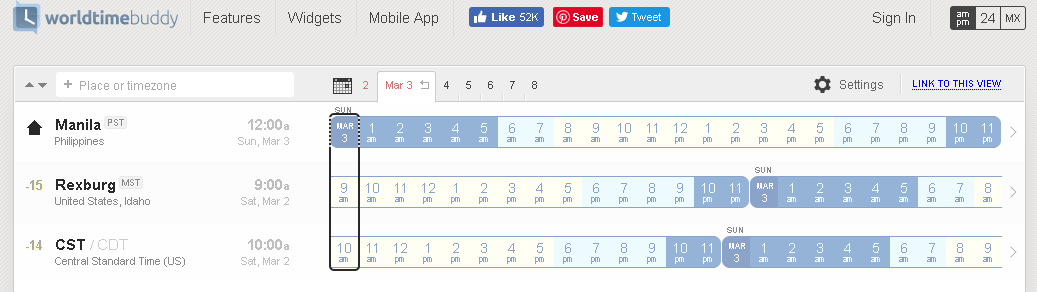 worldtimebuddy Features Widgets Mobile App Like 52K Save Tweet Sign In am pm 24 MX
+ Place or timezone 2 Mar 3 4 5 6 7 8 Settings LINK TO THIS VIEW
SUN
Manila PST 12:00a MAR 3 1 am 2 am 3 am 4 am 5 am 6 am 7 am 8 am 9 am 10 am 11 am 12 pm 1 pm 2 pm 3 pm 4 pm 5 pm 6 pm 7 pm 8 pm 9 pm 10 pm 11 pm
Philippines Sun, Mar 3
SUN
-15 Rexburg MST 9:00a 9 am 10 am 11 am 12 pm 1 pm 2 pm 3 pm 4 pm 5 pm 6 pm 7 pm 8 pm 9 pm 10 pm 11 pm MAR 3 1 am 2 am 3 am 4 am 5 am 6 am 7 am 8 am
United States, Idaho Sat, Mar 2
SUN
-14 CST / CDT 10:00a 10 am 11 am 12 pm 1 pm 2 pm 3 pm 4 pm 5 pm 6 pm 7 pm 8 pm 9 pm 10 pm 11 pm MAR 3 1 am 2 am 3 am 4 am 5 am 6 am 7 am 8 am 9 am
Central Standard Time (US) Sat, Mar 2